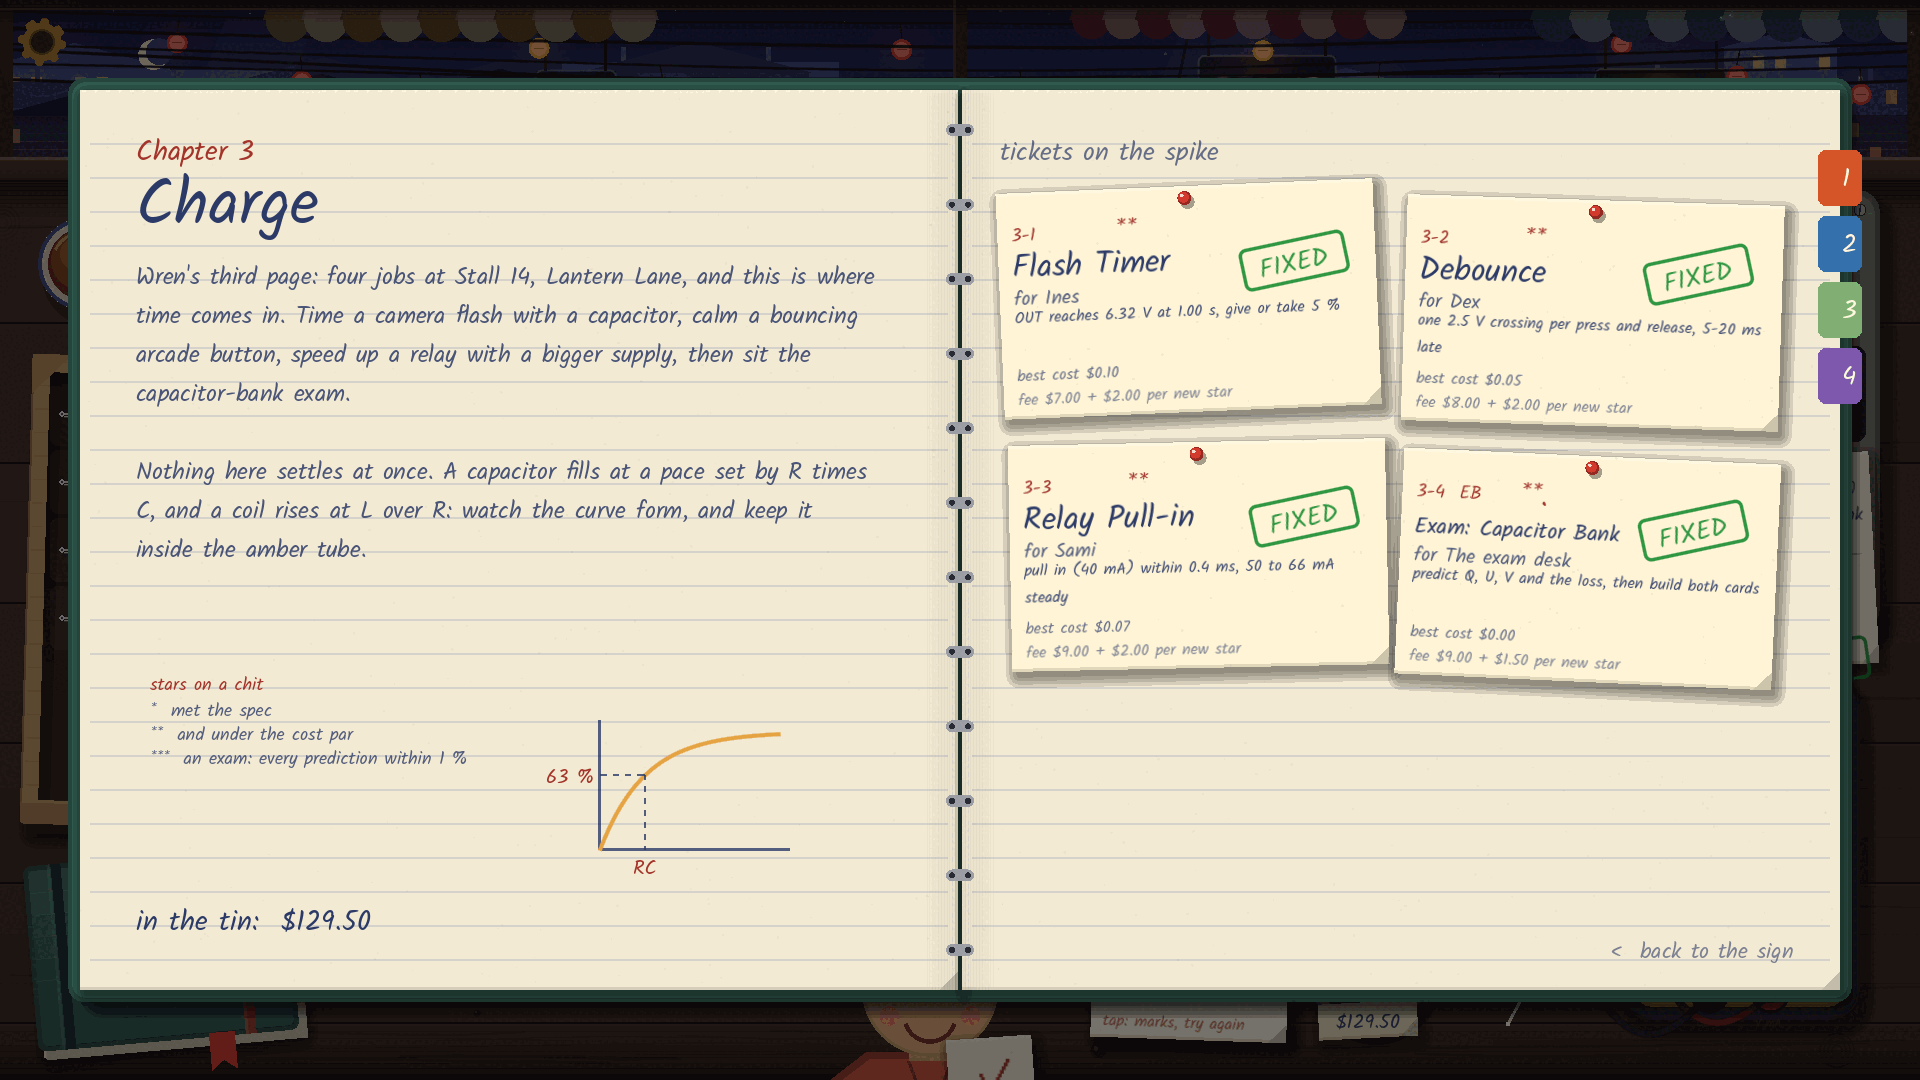 Chapter 3
Charge
Wren's third page: four jobs at Stall 14, Lantern Lane, and this is where
time comes in. Time a camera flash with a capacitor, calm a bouncing
arcade button, speed up a relay with a bigger supply, then sit the
capacitor-bank exam.
Nothing here settles at once. A capacitor fills at a pace set by R times
C, and a coil rises at L over R: watch the curve form, and keep it
inside the amber tube.
stars on a chit
* met the spec
** and under the cost par
*** an exam: every prediction within 1 %
63 %
RC
in the tin: $129.50
tickets on the spike
3-1 **
Flash Timer
FIXED
for Ines
OUT reaches 6.32 V at 1.00 s, give or take 5 %
best cost $0.10
fee $7.00 + $2.00 per new star
3-2 **
Debounce
FIXED
for Dex
one 2.5 V crossing per press and release, 5-20 ms
late
best cost $0.05
fee $8.00 + $2.00 per new star
3-3 **
Relay Pull-in
FIXED
for Sami
pull in (40 mA) within 0.4 ms, 50 to 66 mA
steady
best cost $0.07
fee $9.00 + $2.00 per new star
3-4 EB **.
Exam: Capacitor Bank
FIXED
for The exam desk
predict Q, U, V and the loss, then build both cards
best cost $0.00
fee $9.00 + $1.50 per new star
1
2
3
4
< back to the sign
tap: marks, try again
$129.50